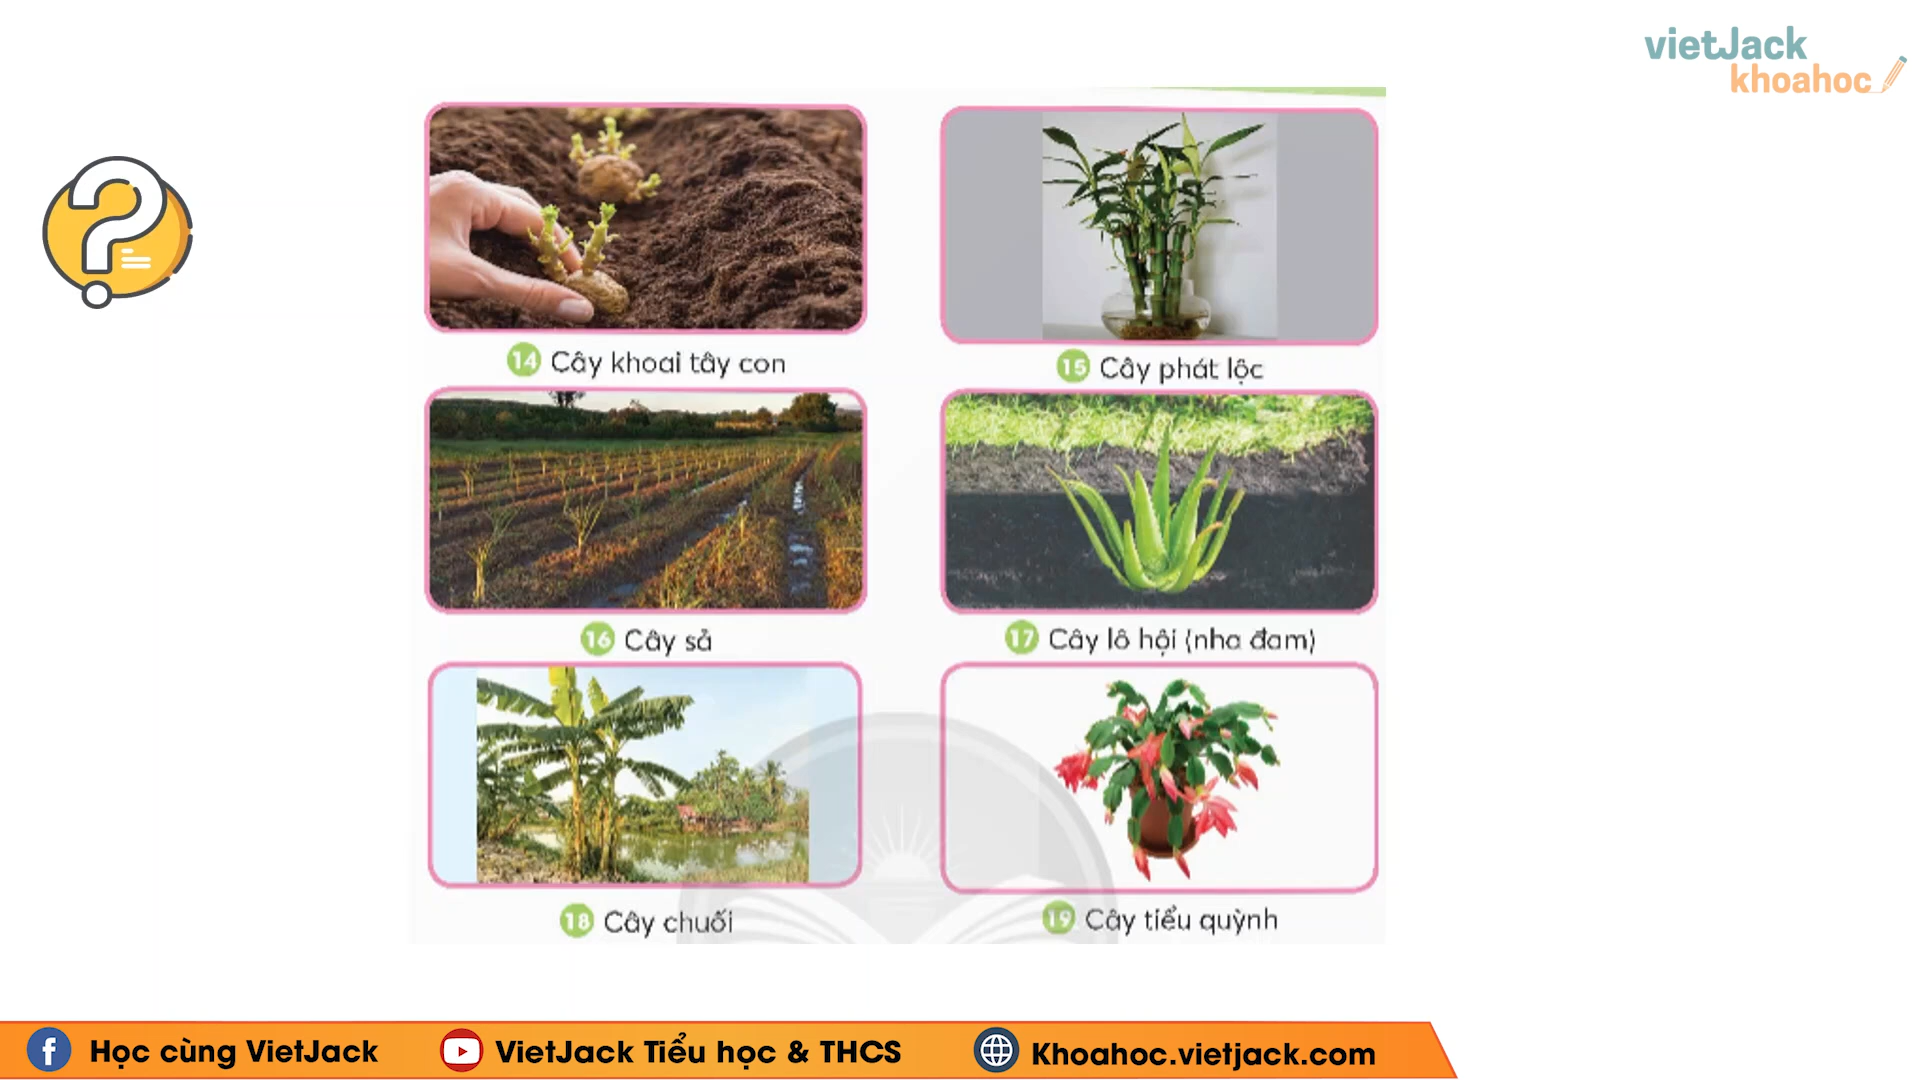 vietJack
khoahoc
14 Cây khoai tây con
15 Cây phát lộc
16 Cây sả
17 Cây lô hội (nha đam)
18 Cây chuối
19 Cây tiểu quỳnh
Học cùng VietJack
VietJack Tiểu học & THCS
Khoahoc.vietjack.com